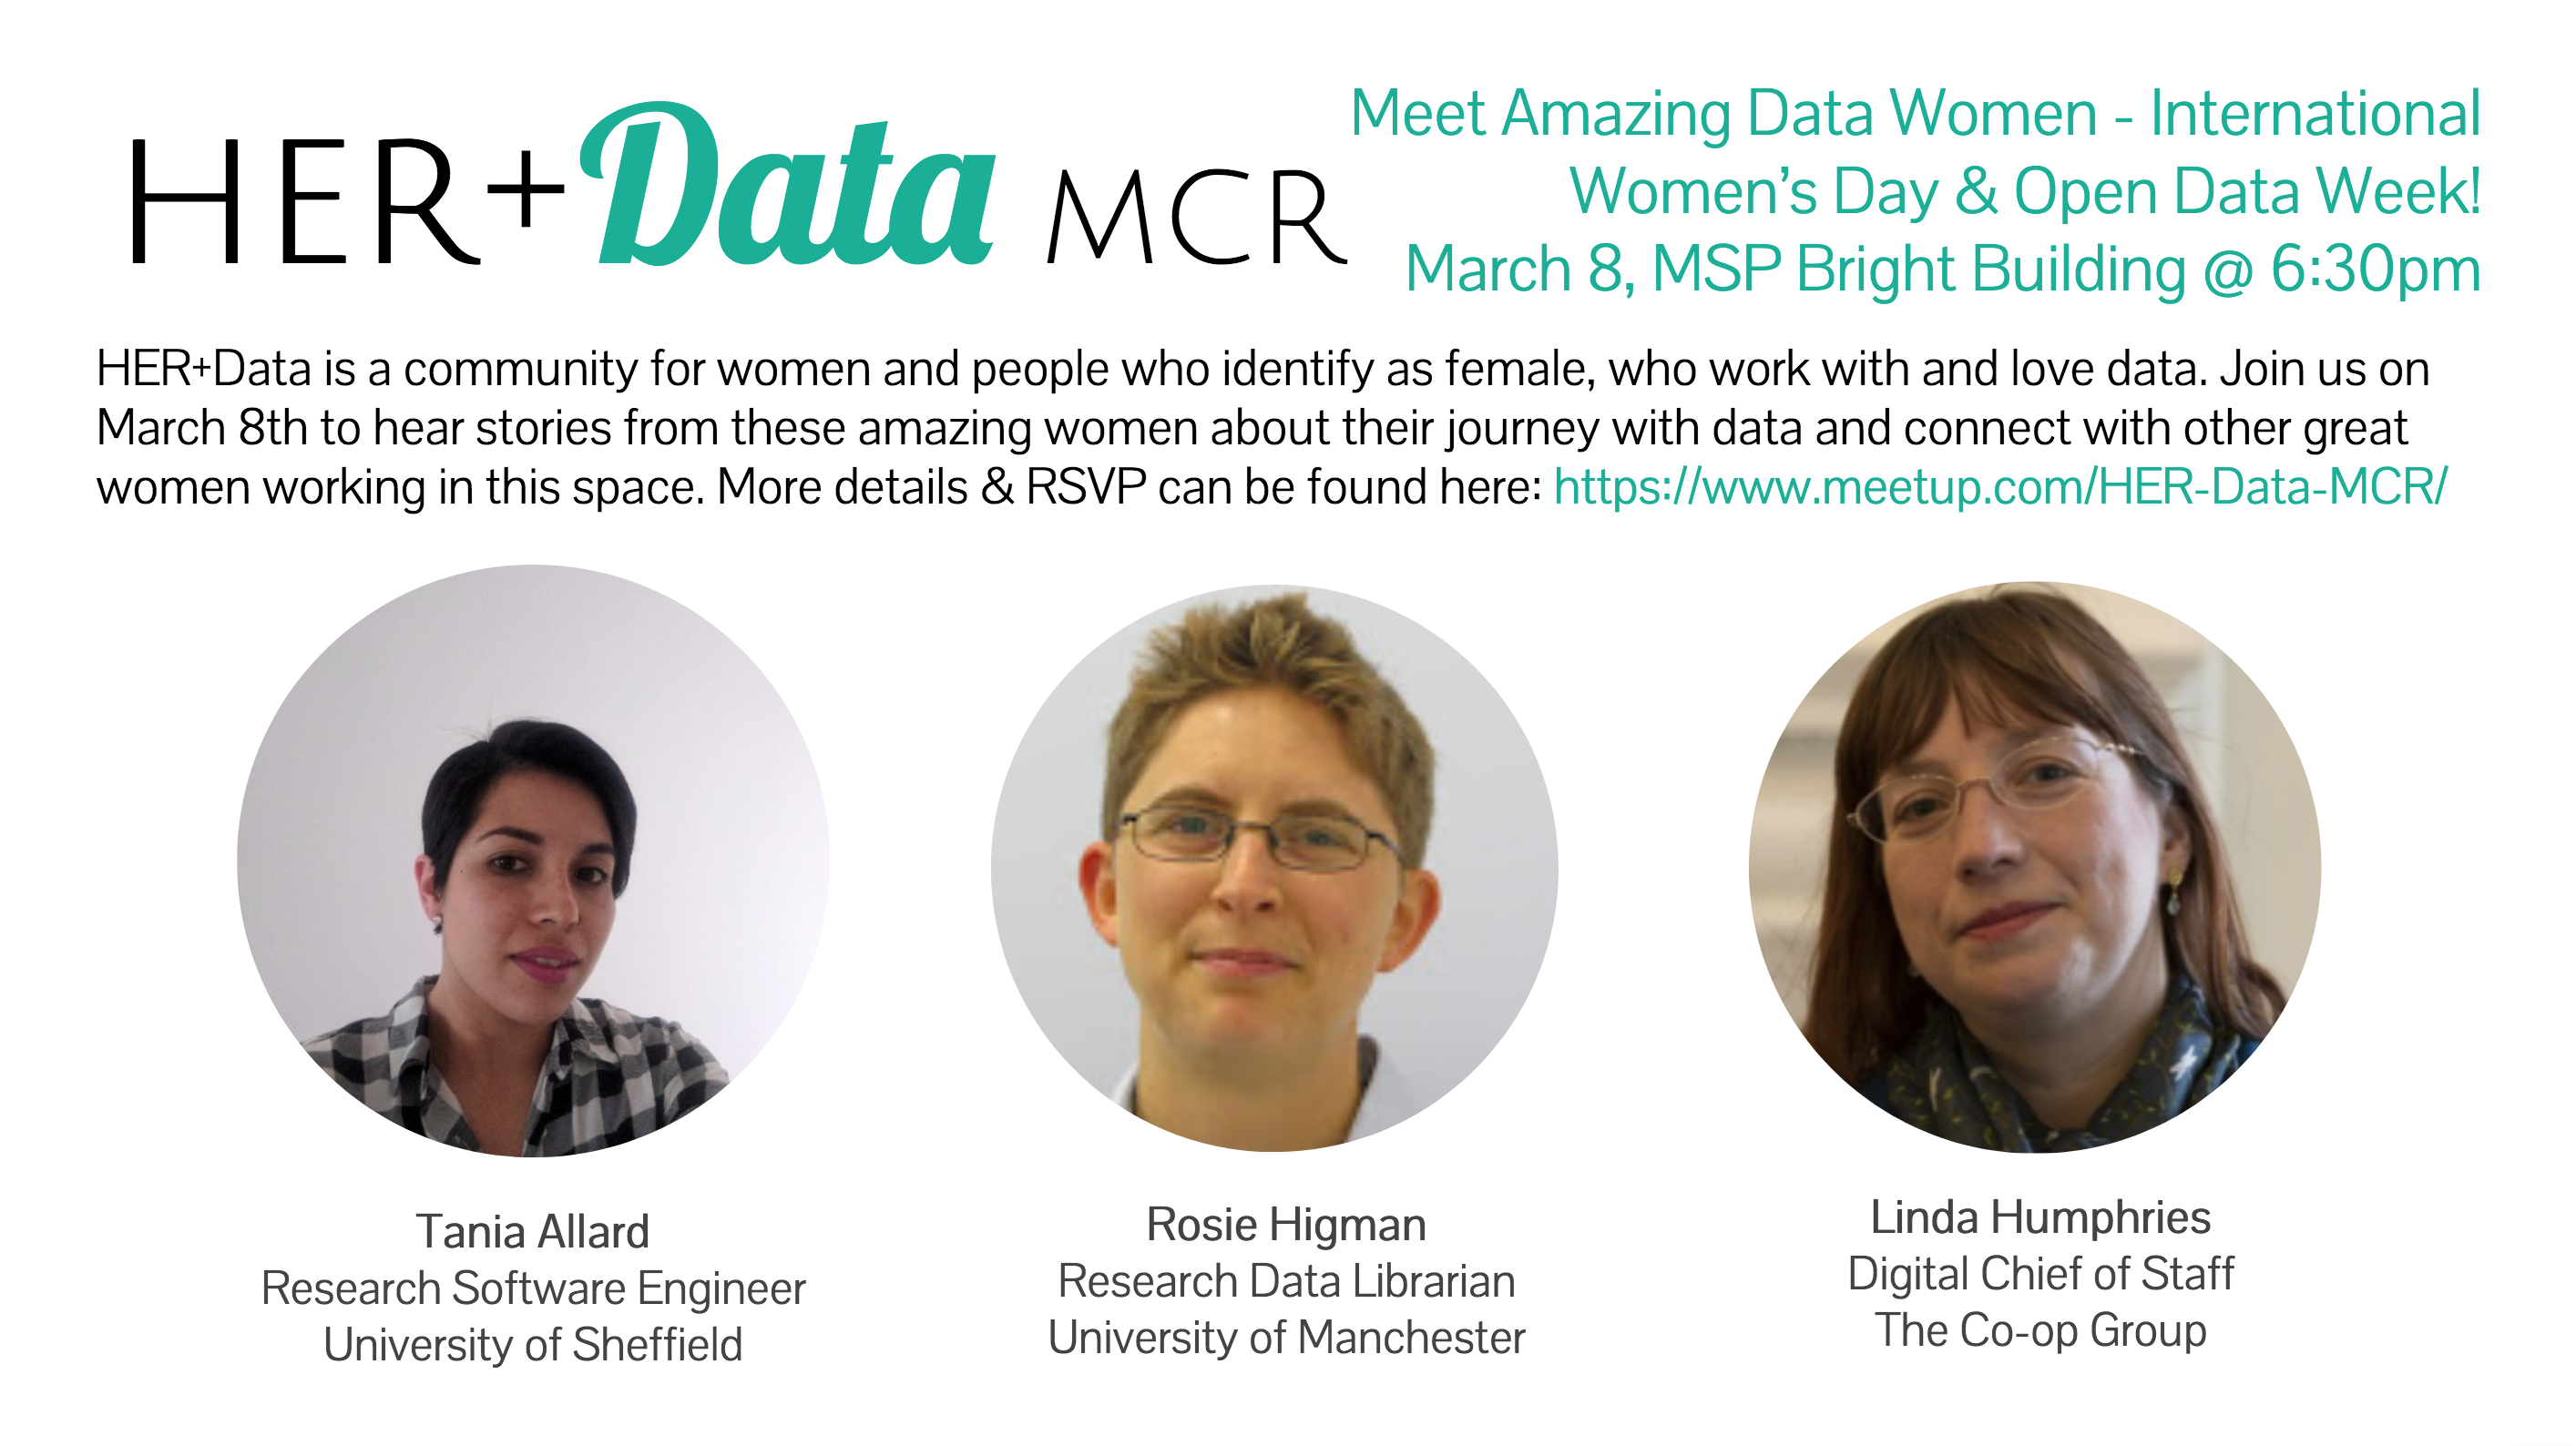 HER+Data MCR
Meet Amazing Data Women - International
Women's Day & Open Data Week!
March 8, MSP Bright Building @ 6:30pm
HER+Data is a community for women and people who identify as female, who work with and love data. Join us on
March 8th to hear stories from these amazing women about their journey with data and connect with other great
women working in this space. More details & RSVP can be found here: https://www.meetup.com/HER-Data-MCR/
Tania Allard
Research Software Engineer
University of Sheffield
Rosie Higman
Research Data Librarian
University of Manchester
Linda Humphries
Digital Chief of Staff
The Co-op Group